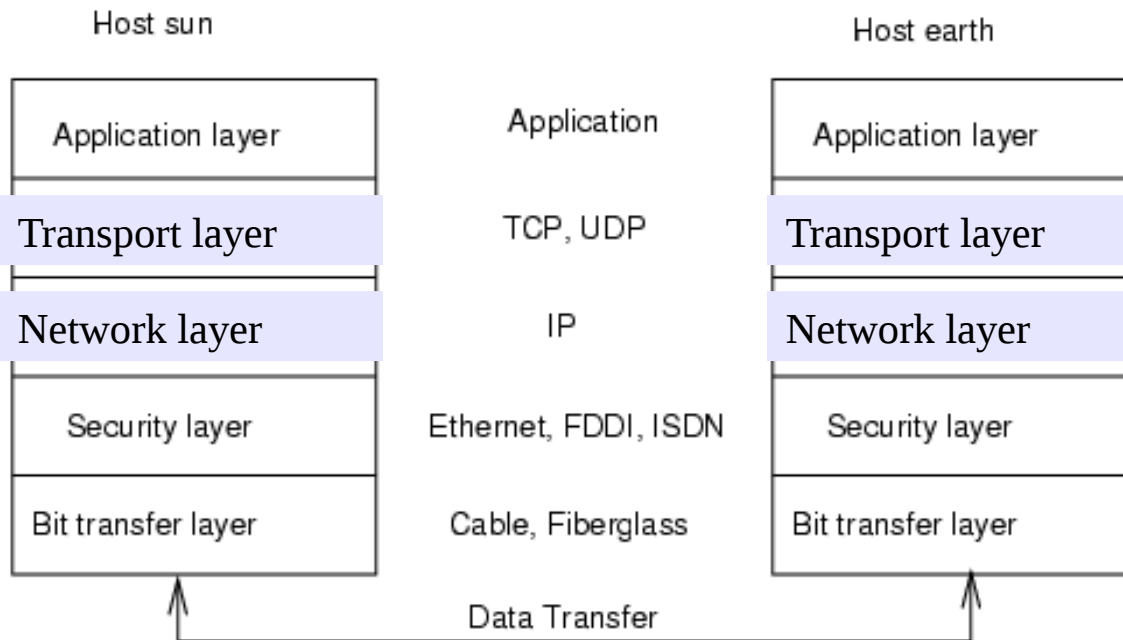 Host sun
Host earth
Application layer
Application
Application layer
Transport layer
TCP, UDP
Transport layer
Network layer
IP
Network layer
Security layer
Ethernet, FDDI, ISDN
Security layer
Bit transfer layer
Cable, Fiberglass
Bit transfer layer
Data Transfer